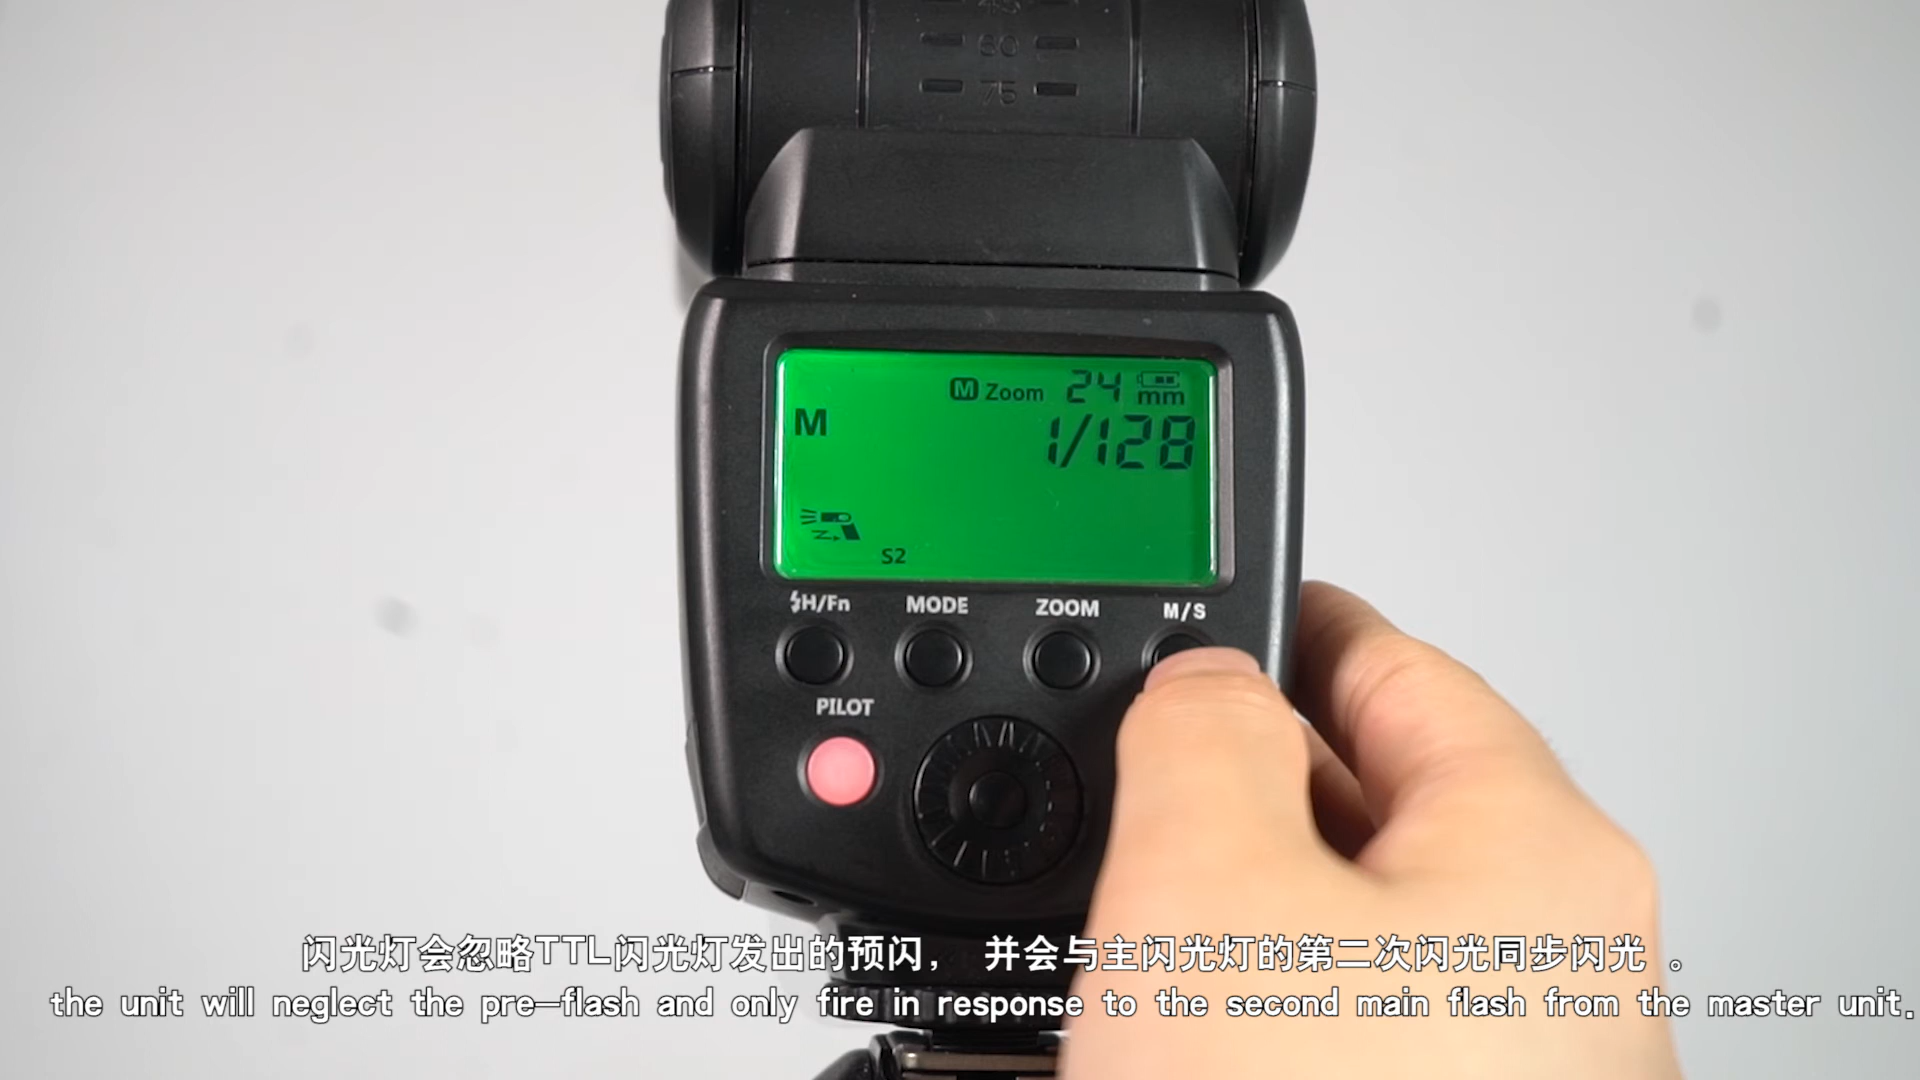 45
60
75
M Zoom 24 mm
M
1/128
S2
H/Fn MODE ZOOM M/S
PILOT
闪光灯会忽略TTL闪光灯发出的预闪， 并会与主闪光灯的第二次闪光同步闪光 。
the unit will neglect the pre-flash and only fire in response to the second main flash from the master unit.